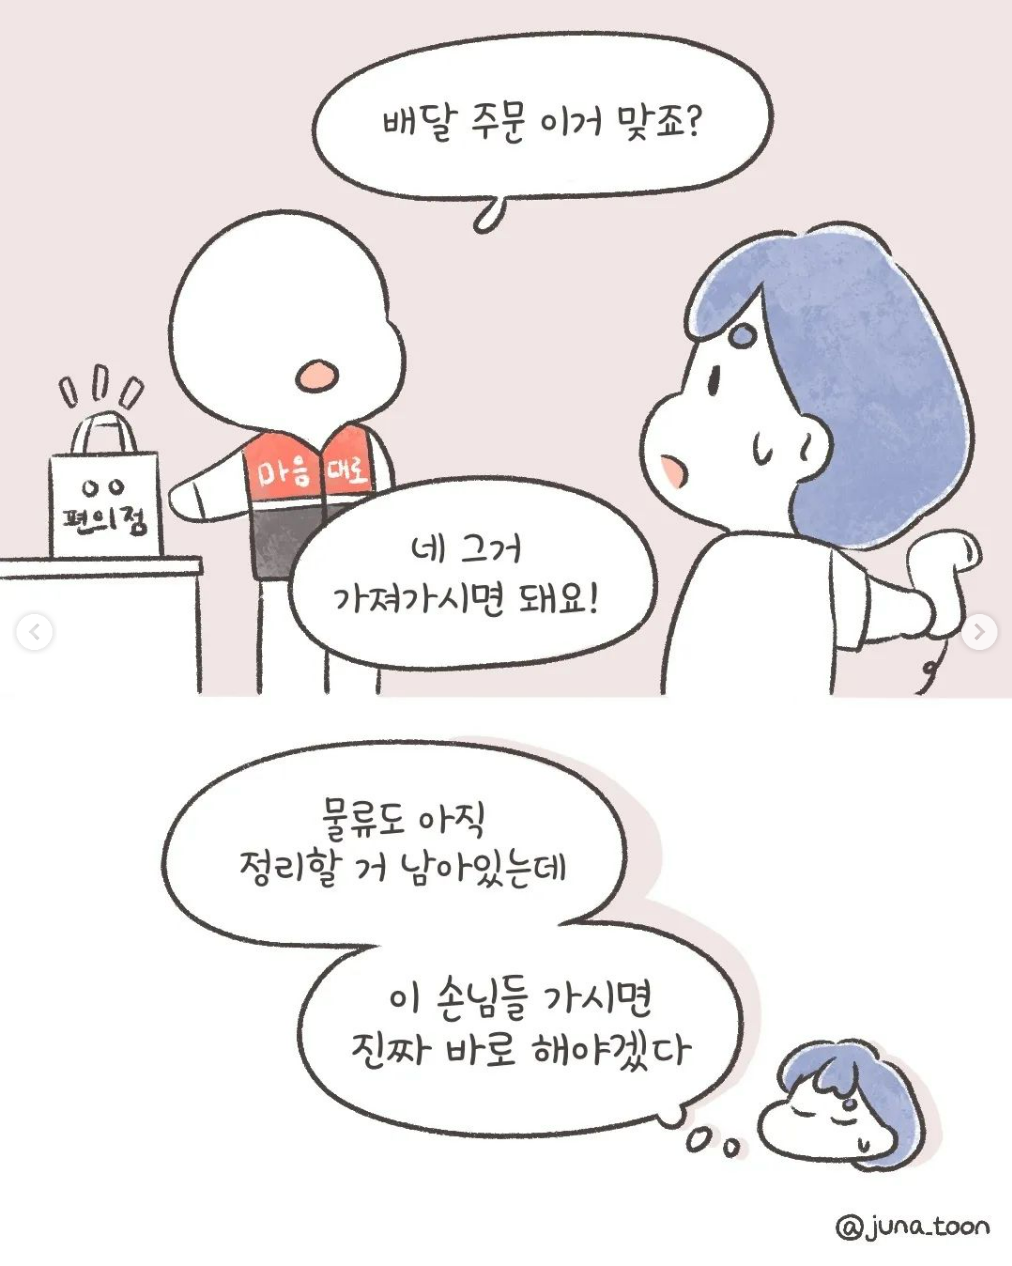 배달 주문 이거 맞죠?
마음 대로
○○
편의점
네 그거
가져가시면 돼요!
물류도 아직
정리할 거 남아있는데
이 손님들 가시면
진짜 바로 해야겠다
@juna_toon